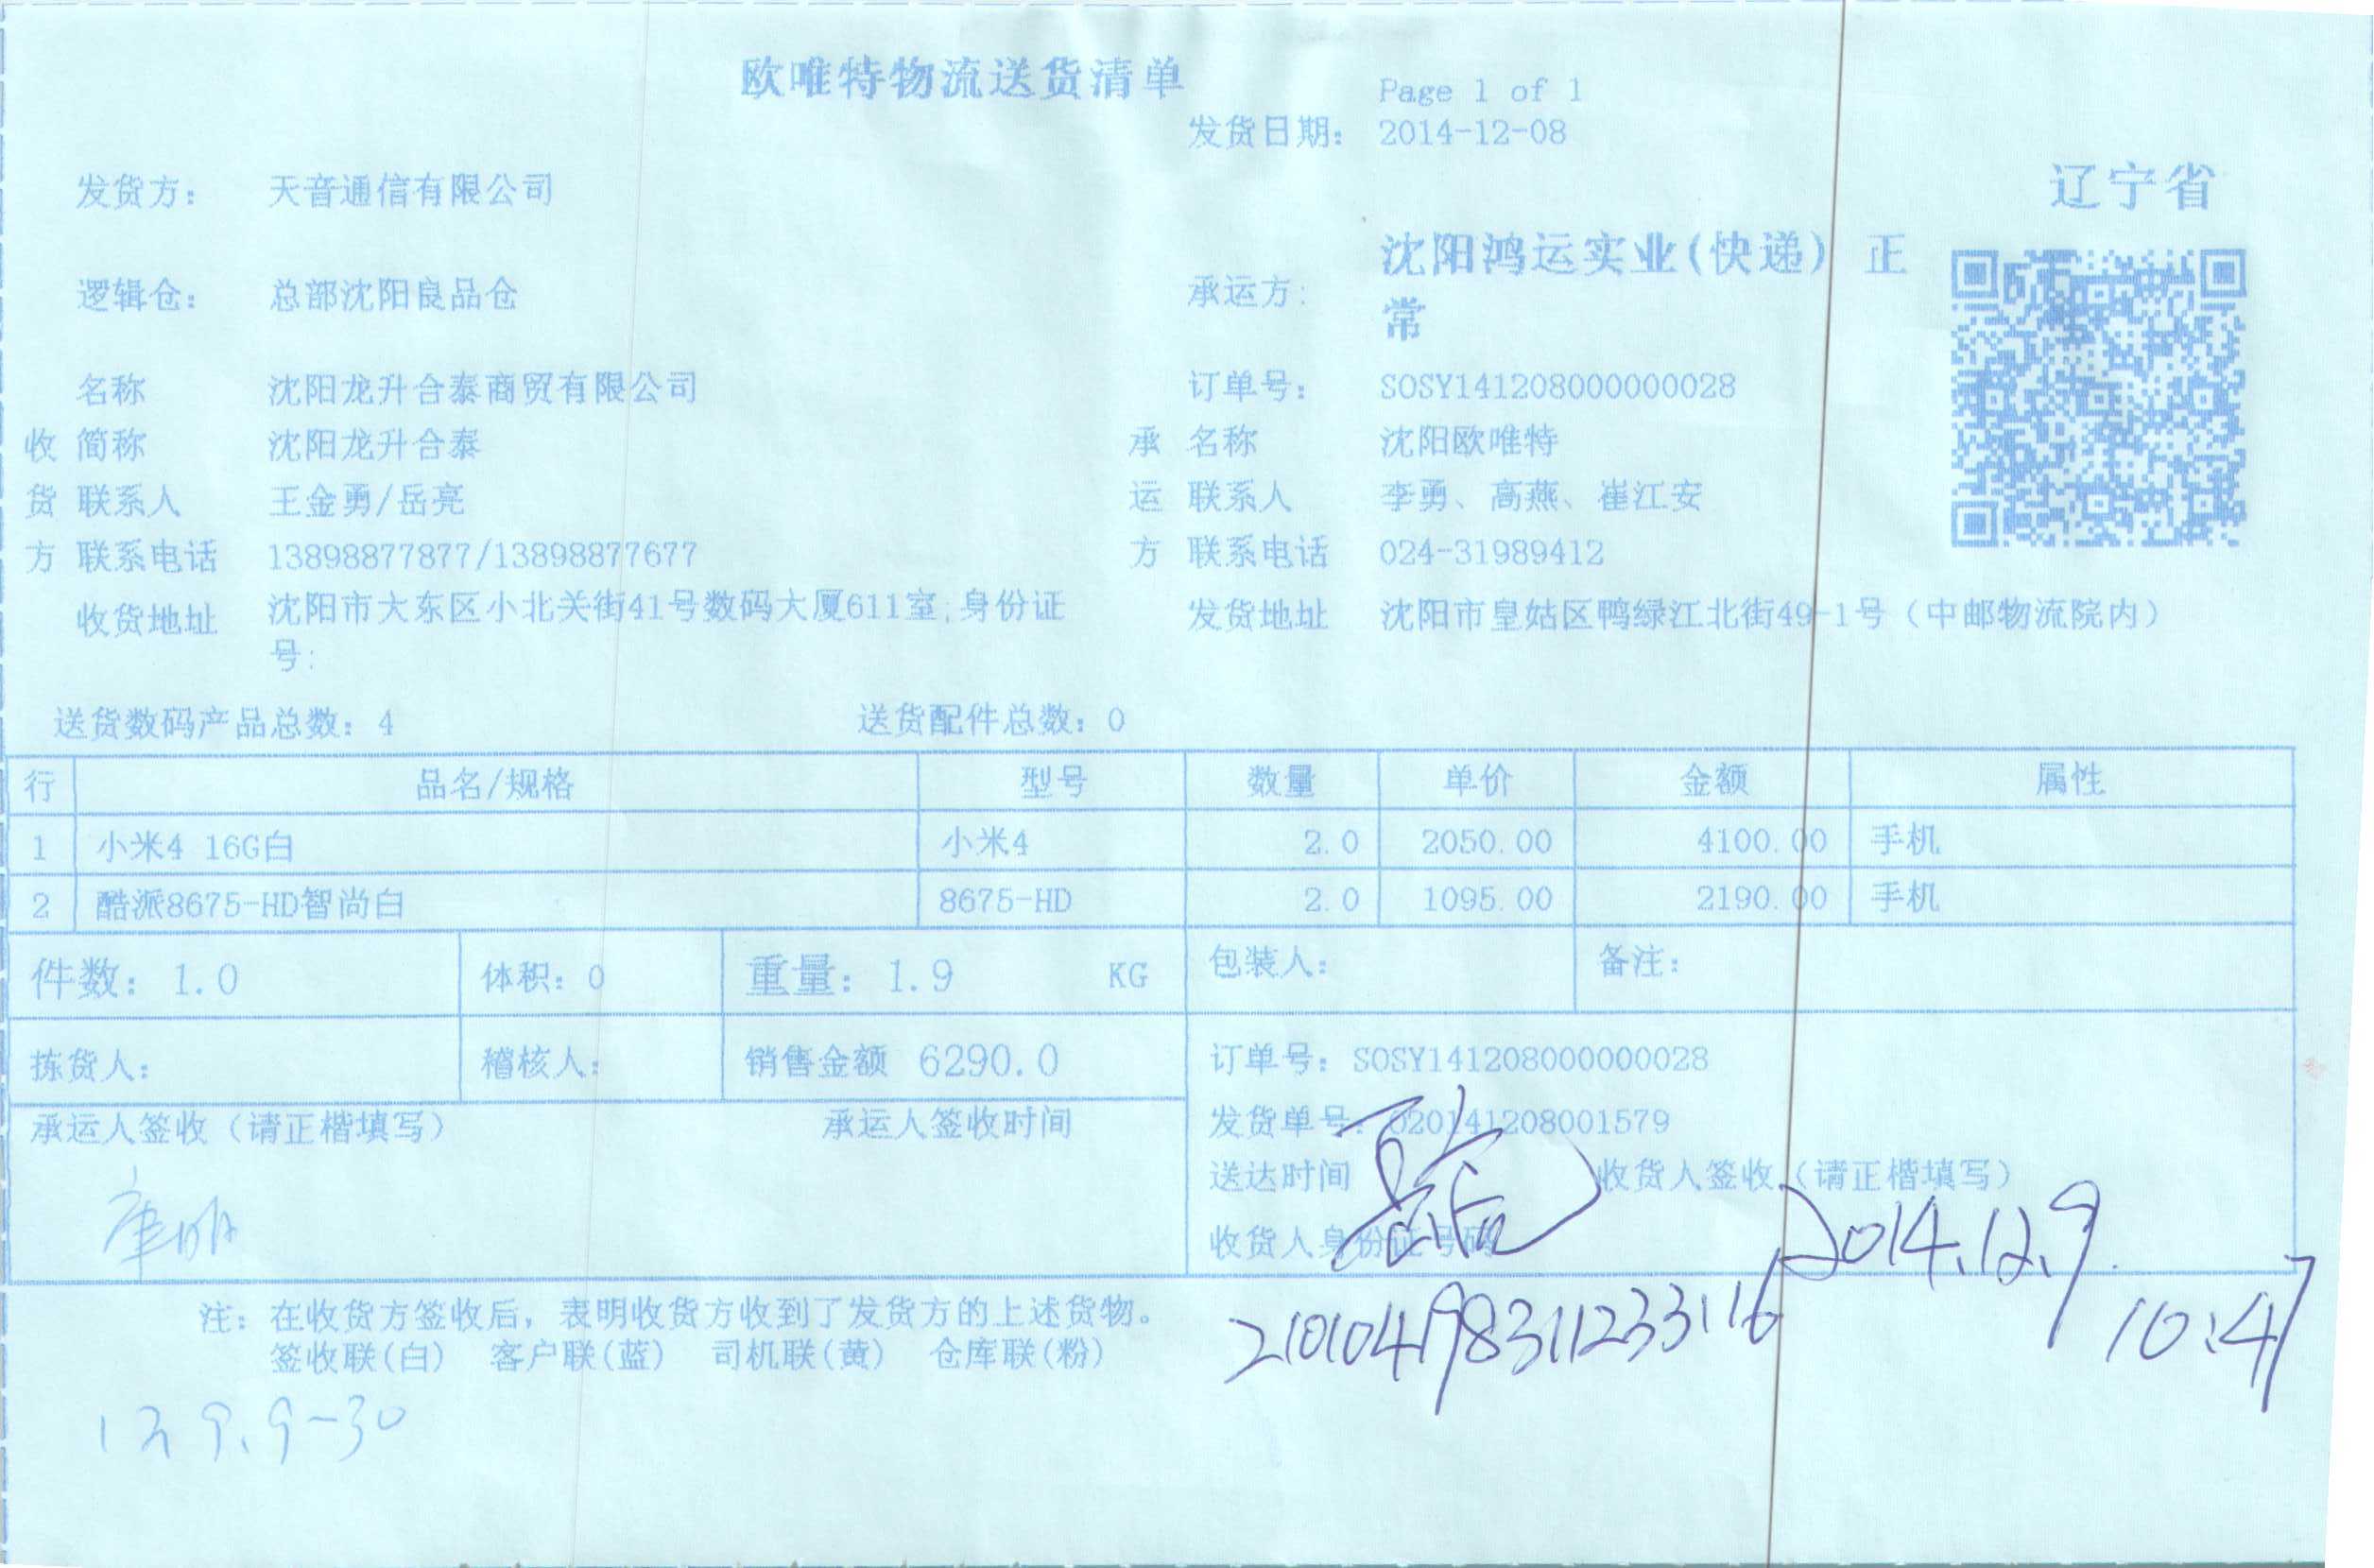 欧唯特物流送货清单
Page 1 of 1
发货日期: 2014-12-08
发货方: 天音通信有限公司
辽宁省
逻辑仓: 总部沈阳良品仓
承运方: 沈阳鸿运实业(快递) 正
常
名称 沈阳龙升合泰商贸有限公司 订单号: SOSY141208000000028
收 简称 沈阳龙升合泰 承 名称 沈阳欧唯特
货 联系人 王金勇/岳亮 运 联系人 李勇、高燕、崔江安
方 联系电话 13898877877/13898877677 方 联系电话 024-31989412
收货地址 沈阳市大东区小北关街41号数码大厦611室;身份证 发货地址 沈阳市皇姑区鸭绿江北街49-1号（中邮物流院内）
号:
送货数码产品总数: 4 送货配件总数: 0
行 品名/规格 型号 数量 单价 金额 属性
1 小米4 16G白 小米4 2.0 2050.00 4100.00 手机
2 酷派8675-HD智尚白 8675-HD 2.0 1095.00 2190.00 手机
件数: 1.0 体积: 0 重量: 1.9 KG 包装人: 备注:
拣货人: 稽核人: 销售金额 6290.0 订单号: SOSY141208000000028
承运人签收（请正楷填写） 承运人签收时间 发货单号: 020141208001579
送达时间 收货人签收（请正楷填写）
岳亮
收货人身份证号码
2014.12.9.
10:47
210104198311233116
注: 在收货方签收后，表明收货方收到了发货方的上述货物。
签收联(白) 客户联(蓝) 司机联(黄) 仓库联(粉)
9-30